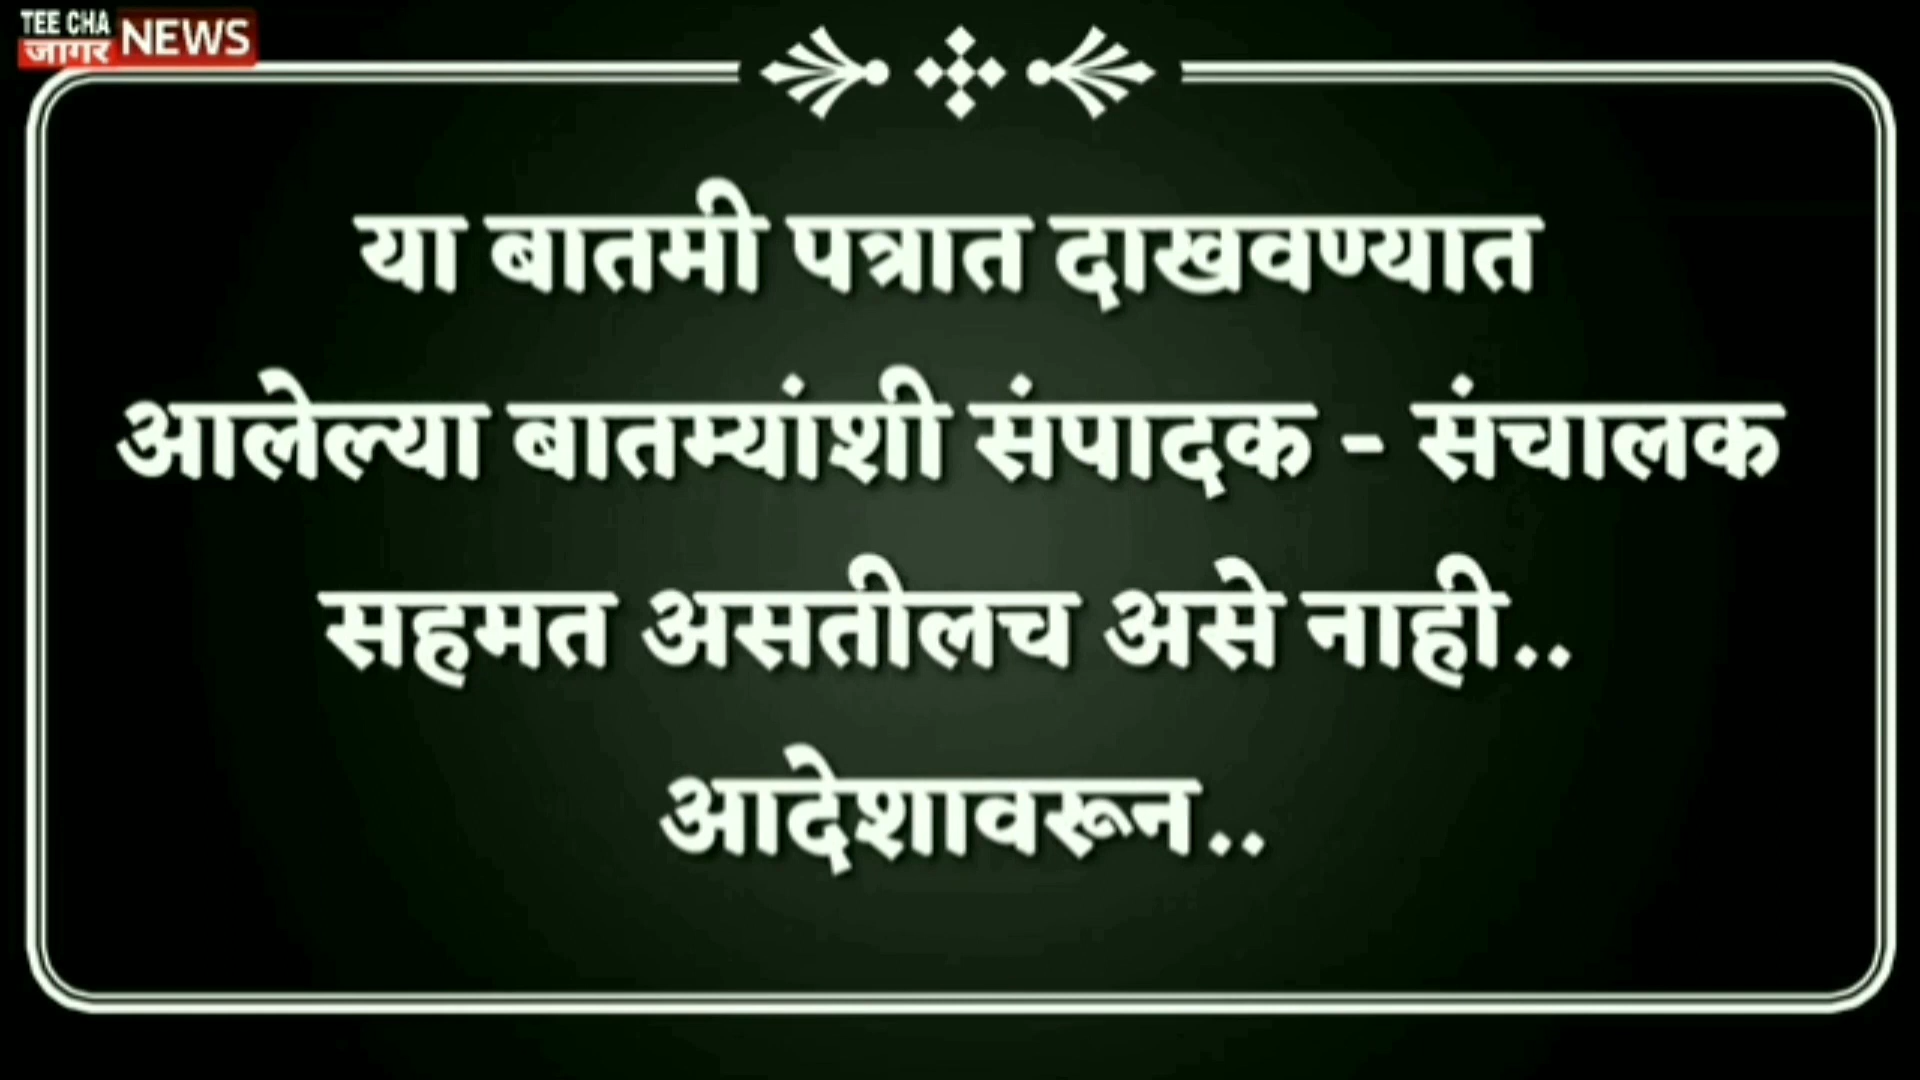 TEE CHA
जागर NEWS
या बातमी पत्रात दाखवण्यात
आलेल्या बातम्यांशी संपादक - संचालक
सहमत असतीलच असे नाही..
आदेशावरून..